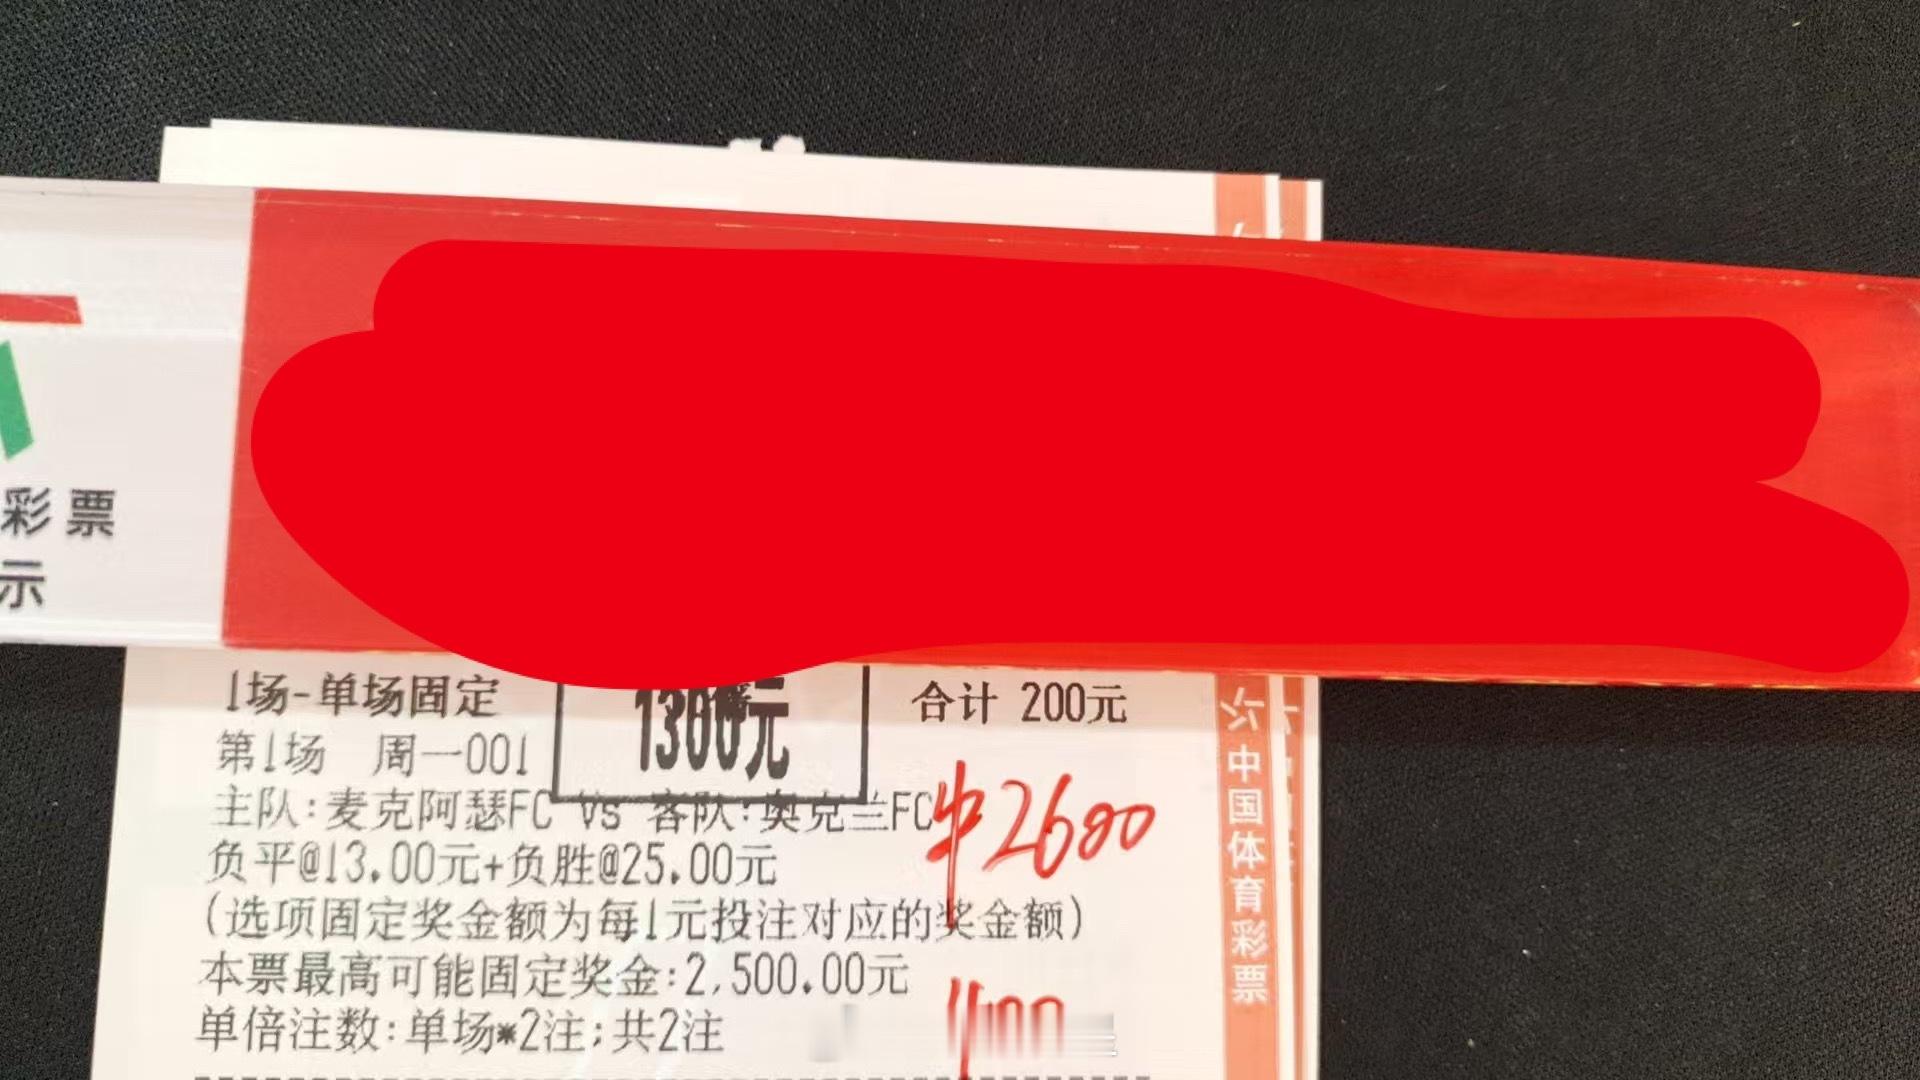 彩票
示
1场-单场固定
1300元
合计 200元
第1场 周一001
主队:麦克阿瑟FC Vs 客队:奥克兰FC
中2600
负平@13.00元+负胜@25.00元
(选项固定奖金额为每1元投注对应的奖金额)
本票最高可能固定奖金:2,500.00元
单倍注数:单场*2注;共2注
中国体育彩票